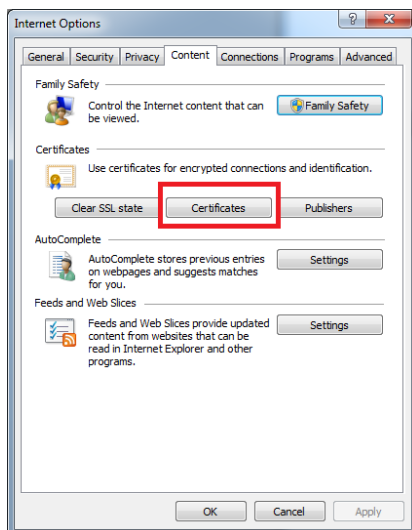 Internet Options
General Security Privacy Content Connections Programs Advanced
Family Safety
Control the Internet content that can
be viewed.
Family Safety
Certificates
Use certificates for encrypted connections and identification.
Clear SSL state Certificates Publishers
AutoComplete
AutoComplete stores previous entries
on webpages and suggests matches
for you.
Settings
Feeds and Web Slices
Feeds and Web Slices provide updated
content from websites that can be
read in Internet Explorer and other
programs.
Settings
OK Cancel Apply